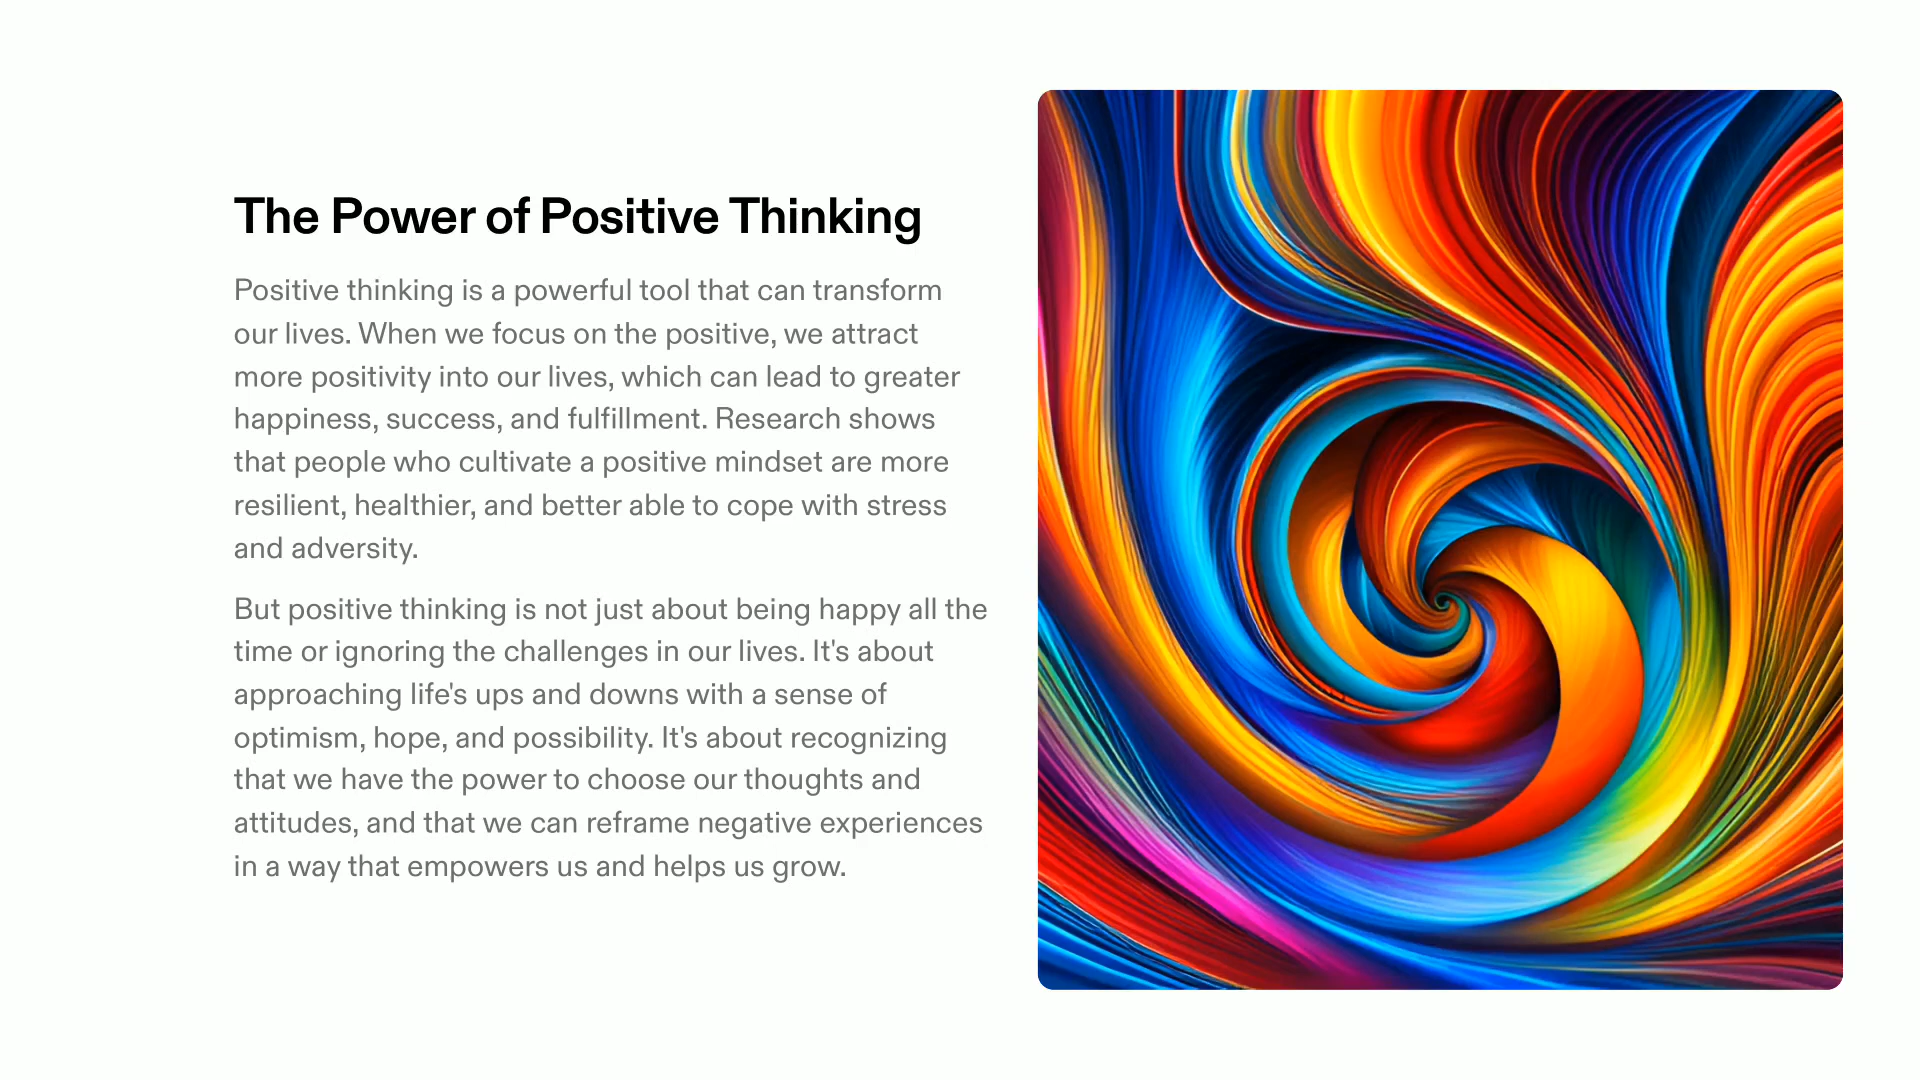 The Power of Positive Thinking
Positive thinking is a powerful tool that can transform
our lives. When we focus on the positive, we attract
more positivity into our lives, which can lead to greater
happiness, success, and fulfillment. Research shows
that people who cultivate a positive mindset are more
resilient, healthier, and better able to cope with stress
and adversity.
But positive thinking is not just about being happy all the
time or ignoring the challenges in our lives. It's about
approaching life's ups and downs with a sense of
optimism, hope, and possibility. It's about recognizing
that we have the power to choose our thoughts and
attitudes, and that we can reframe negative experiences
in a way that empowers us and helps us grow.